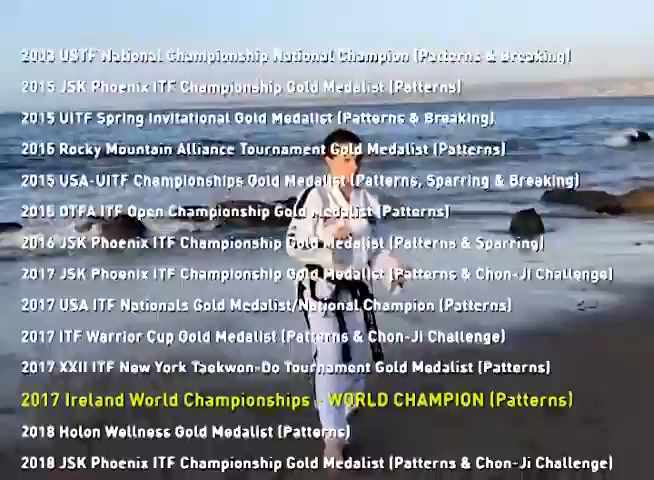 2003 USTF National Championship National Champion (Patterns & Breaking)
2015 JSK Phoenix ITF Championship Gold Medalist (Patterns)
2015 UITF Spring Invitational Gold Medalist (Patterns & Breaking)
2015 Rocky Mountain Alliance Tournament Gold Medalist (Patterns)
2015 USA-UITF Championships Gold Medalist (Patterns, Sparring & Breaking)
2015 OTFA ITF Open Championship Gold Medalist (Patterns)
2016 JSK Phoenix ITF Championship Gold Medalist (Patterns & Sparring)
2017 JSK Phoenix ITF Championship Gold Medalist (Patterns & Chon-Ji Challenge)
2017 USA ITF Nationals Gold Medalist/National Champion (Patterns)
2017 ITF Warrior Cup Gold Medalist (Patterns & Chon-Ji Challenge)
2017 XXII ITF New York Taekwon-Do Tournament Gold Medalist (Patterns)
2017 Ireland World Championships - WORLD CHAMPION (Patterns)
2018 Holon Wellness Gold Medalist (Patterns)
2018 JSK Phoenix ITF Championship Gold Medalist (Patterns & Chon-Ji Challenge)